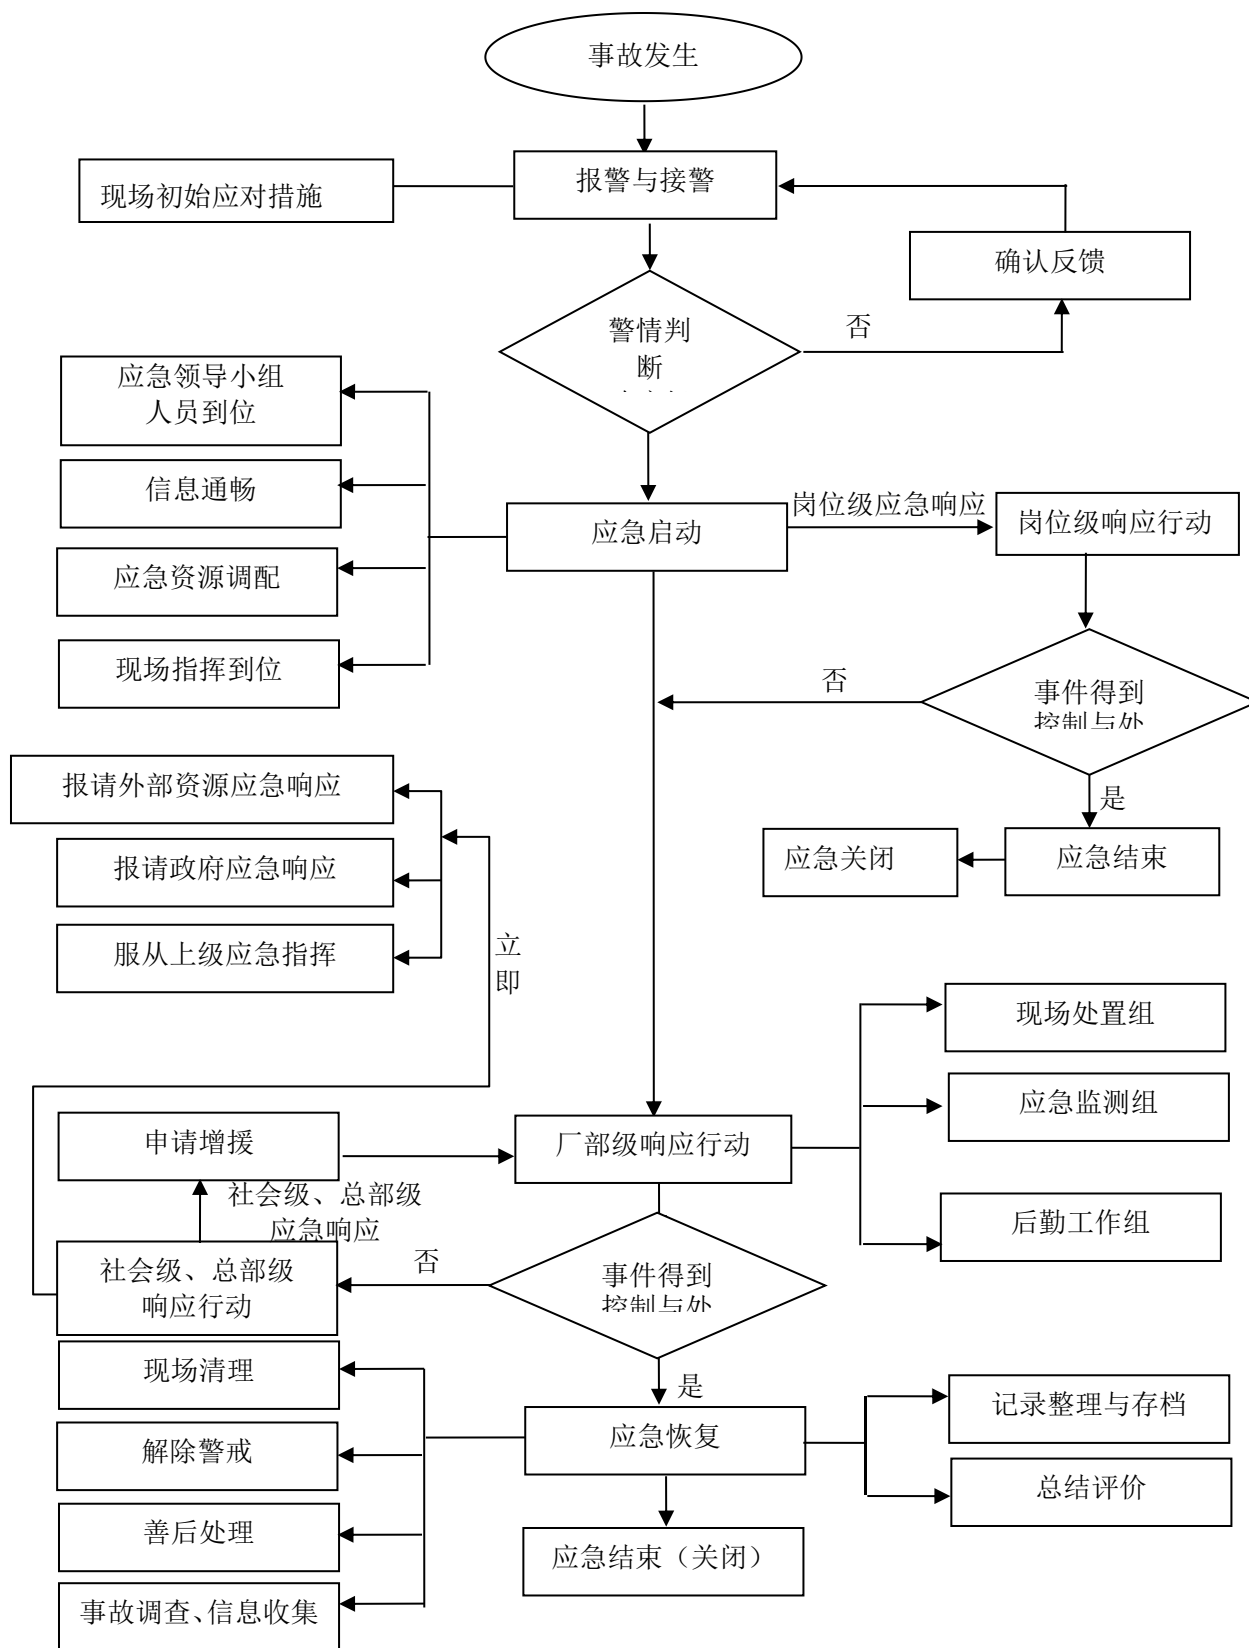 事故发生
报警与接警
现场初始应对措施
确认反馈
警情判
断
否
应急领导小组
人员到位
信息通畅
应急启动
岗位级应急响应
岗位级响应行动
应急资源调配
现场指挥到位
否
事件得到
控制与处
报请外部资源应急响应
是
报请政府应急响应
应急关闭
应急结束
服从上级应急指挥
立
即
现场处置组
应急监测组
申请增援
厂部级响应行动
社会级、总部级
应急响应
后勤工作组
社会级、总部级
响应行动
否
事件得到
控制与处
现场清理
是
记录整理与存档
解除警戒
应急恢复
总结评价
善后处理
应急结束（关闭）
事故调查、信息收集